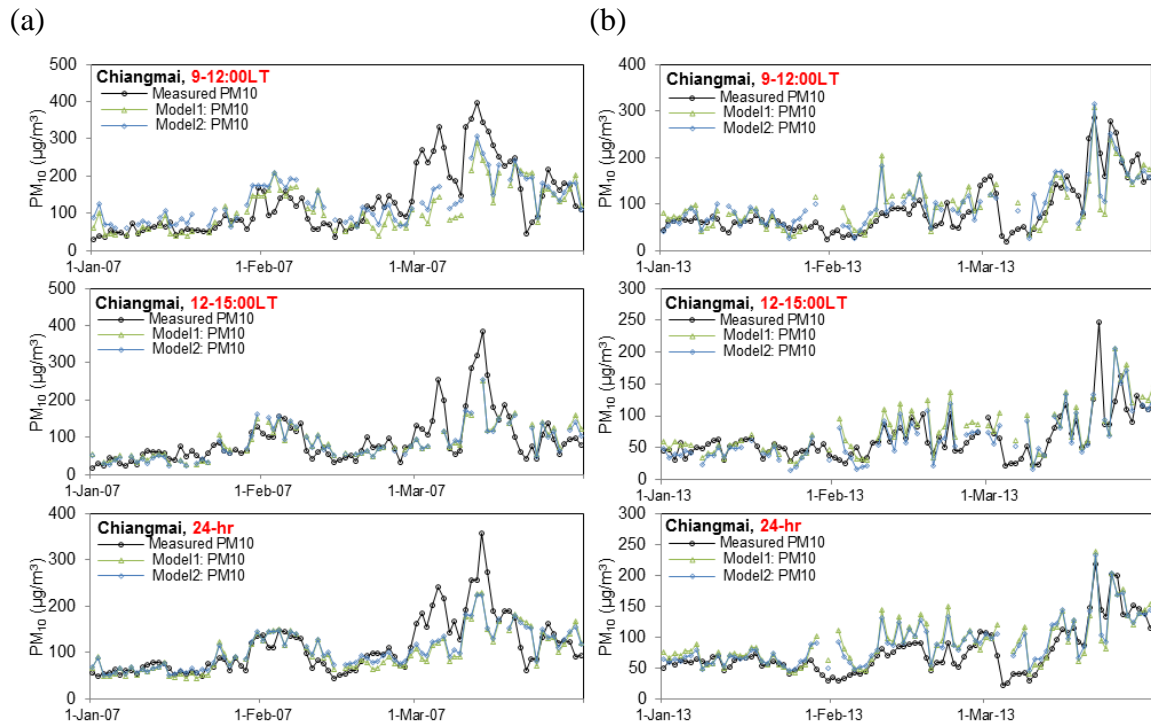 (a)
(b)
Chiangmai, 9-12:00LT
Measured PM10
Model1: PM10
Model2: PM10
PM10 (µg/m³)
500
400
300
200
100
0
1-Jan-07
1-Feb-07
1-Mar-07
Chiangmai, 9-12:00LT
Measured PM10
Model1: PM10
Model2: PM10
PM10 (µg/m³)
400
300
200
100
0
1-Jan-13
1-Feb-13
1-Mar-13
Chiangmai, 12-15:00LT
Measured PM10
Model1: PM10
Model2: PM10
PM10 (µg/m³)
500
400
300
200
100
0
1-Jan-07
1-Feb-07
1-Mar-07
Chiangmai, 12-15:00LT
Measured PM10
Model1: PM10
Model2: PM10
PM10 (µg/m³)
300
250
200
150
100
50
0
1-Jan-13
1-Feb-13
1-Mar-13
Chiangmai, 24-hr
Measured PM10
Model1: PM10
Model2: PM10
PM10 (µg/m³)
400
300
200
100
0
1-Jan-07
1-Feb-07
1-Mar-07
Chiangmai, 24-hr
Measured PM10
Model1: PM10
Model2: PM10
PM10 (µg/m³)
300
250
200
150
100
50
0
1-Jan-13
1-Feb-13
1-Mar-13